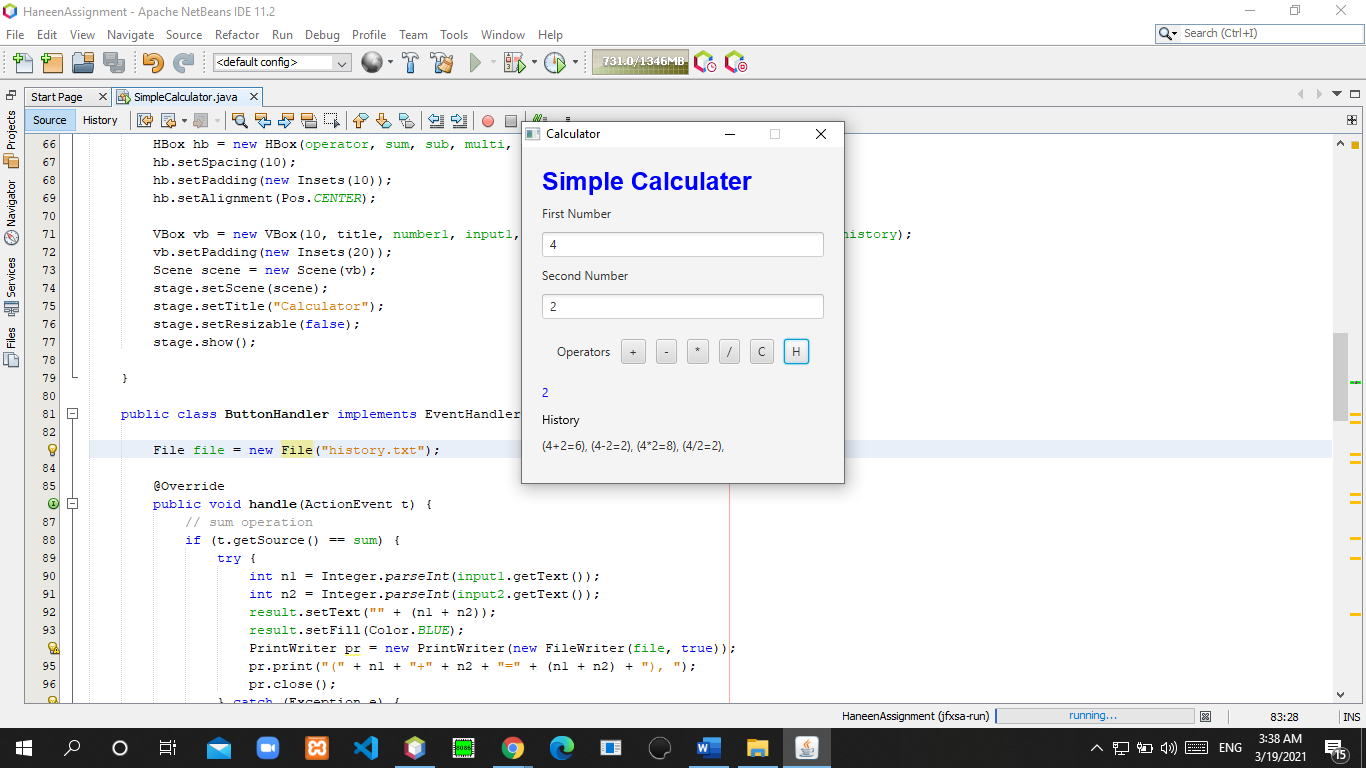 HaneenAssignment - Apache NetBeans IDE 11.2
File Edit View Navigate Source Refactor Run Debug Profile Team Tools Window Help
Search (Ctrl+I)
<default config>
731.0/1346MB
Start Page
SimpleCalculator.java
Source History
Projects
Navigator
Services
Files
66 HBox hb = new HBox(operator, sum, sub, multi,
67 hb.setSpacing(10);
68 hb.setPadding(new Insets(10));
69 hb.setAlignment(Pos.CENTER);
70
71 VBox vb = new VBox(10, title, number1, input1, history);
72 vb.setPadding(new Insets(20));
73 Scene scene = new Scene(vb);
74 stage.setScene(scene);
75 stage.setTitle("Calculator");
76 stage.setResizable(false);
77 stage.show();
78
79 }
80
81 public class ButtonHandler implements EventHandler
82
File file = new File("history.txt");
84
85 @Override
public void handle(ActionEvent t) {
87 // sum operation
88 if (t.getSource() == sum) {
89 try {
90 int n1 = Integer.parseInt(input1.getText());
91 int n2 = Integer.parseInt(input2.getText());
92 result.setText("" + (n1 + n2));
93 result.setFill(Color.BLUE);
PrintWriter pr = new PrintWriter(new FileWriter(file, true));
95 pr.print("(" + n1 + "+" + n2 + "=" + (n1 + n2) + "), ");
96 pr.close();
} catch (Exception e) {
Calculator
Simple Calculater
First Number
4
Second Number
2
Operators + - * / C H
2
History
(4+2=6), (4-2=2), (4*2=8), (4/2=2),
HaneenAssignment (jfxsa-run) running... 83:28 INS
8086
ENG
3:38 AM
3/19/2021
15